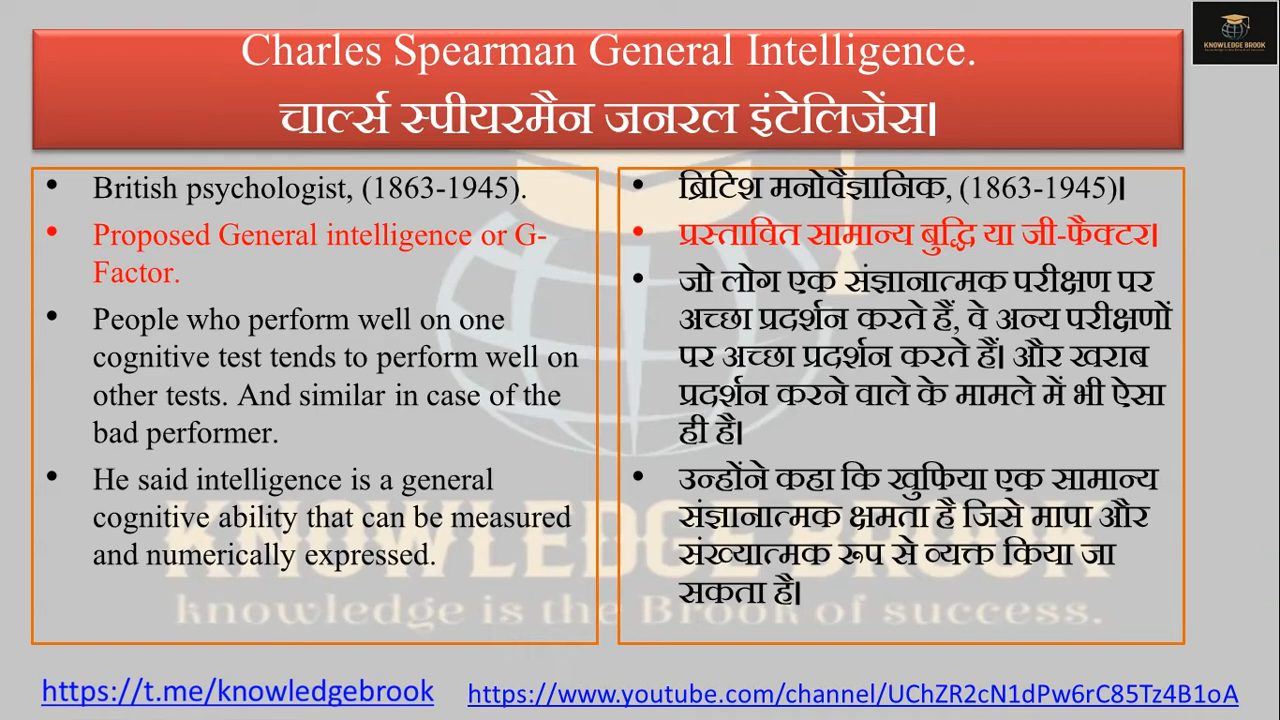 Charles Spearman General Intelligence.
चार्ल्स स्पीयरमैन जनरल इंटेलिजेंस।
KNOWLEDGE BROOK
• British psychologist, (1863-1945).
• Proposed General intelligence or G-
Factor.
• People who perform well on one
cognitive test tends to perform well on
other tests. And similar in case of the
bad performer.
• He said intelligence is a general
cognitive ability that can be measured
and numerically expressed.
• ब्रिटिश मनोवैज्ञानिक, (1863-1945)।
• प्रस्तावित सामान्य बुद्धि या जी-फैक्टर।
• जो लोग एक संज्ञानात्मक परीक्षण पर
अच्छा प्रदर्शन करते हैं, वे अन्य परीक्षणों
पर अच्छा प्रदर्शन करते हैं। और खराब
प्रदर्शन करने वाले के मामले में भी ऐसा
ही है।
• उन्होंने कहा कि खुफिया एक सामान्य
संज्ञानात्मक क्षमता है जिसे मापा और
संख्यात्मक रूप से व्यक्त किया जा
सकता है।
KNOWLEDGE BROOK
knowledge is the Brook of success.
https://t.me/knowledgebrook
https://www.youtube.com/channel/UChZR2cN1dPw6rC85Tz4B1oA